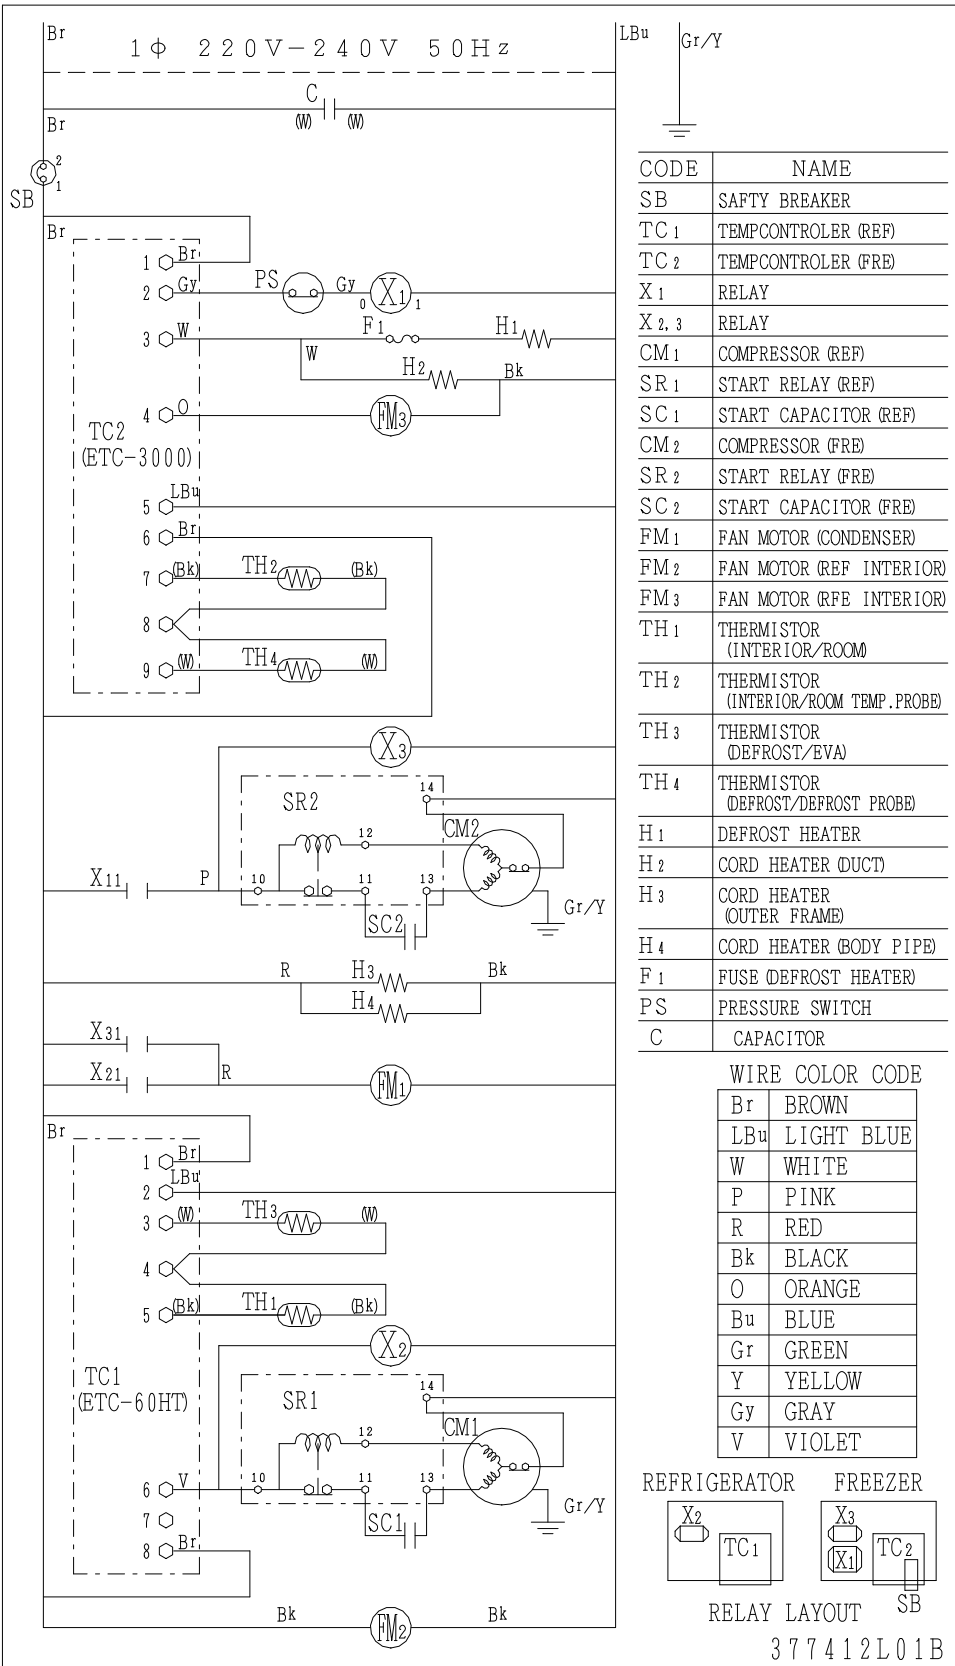 Br
1φ 220V-240V 50Hz
LBu
Gr/Y
C
(W) (W)
Br
2
1
SB
Br
1 Br
2 Gy PS Gy 0 X1 1
3 W F1 H1
W H2 Bk
4 O FM3
TC2
(ETC-3000)
5 LBu
6 Br
7 (Bk) TH2 (Bk)
8
9 (W) TH4 (W)
X3
SR2 14
12 CM2
X11 P 10 11 13
SC2 Gr/Y
R H3 Bk
H4
X31
X21 R FM1
Br
1 Br
2 LBu
3 (W) TH3 (W)
4
5 (Bk) TH1 (Bk)
X2
TC1
(ETC-60HT)
SR1 14
12 CM1
6 V 10 11 13
7 SC1 Gr/Y
8 Br
Bk FM2 Bk
CODE NAME
SB SAFTY BREAKER
TC1 TEMPCONTROLER (REF)
TC2 TEMPCONTROLER (FRE)
X1 RELAY
X2,3 RELAY
CM1 COMPRESSOR (REF)
SR1 START RELAY (REF)
SC1 START CAPACITOR (REF)
CM2 COMPRESSOR (FRE)
SR2 START RELAY (FRE)
SC2 START CAPACITOR (FRE)
FM1 FAN MOTOR (CONDENSER)
FM2 FAN MOTOR (REF INTERIOR)
FM3 FAN MOTOR (RFE INTERIOR)
TH1 THERMISTOR
(INTERIOR/ROOM)
TH2 THERMISTOR
(INTERIOR/ROOM TEMP.PROBE)
TH3 THERMISTOR
(DEFROST/EVA)
TH4 THERMISTOR
(DEFROST/DEFROST PROBE)
H1 DEFROST HEATER
H2 CORD HEATER (DUCT)
H3 CORD HEATER
(OUTER FRAME)
H4 CORD HEATER (BODY PIPE)
F1 FUSE (DEFROST HEATER)
PS PRESSURE SWITCH
C CAPACITOR
WIRE COLOR CODE
Br BROWN
LBu LIGHT BLUE
W WHITE
P PINK
R RED
Bk BLACK
O ORANGE
Bu BLUE
Gr GREEN
Y YELLOW
Gy GRAY
V VIOLET
REFRIGERATOR FREEZER
X2 TC1 X3 X1 TC2
SB
RELAY LAYOUT
377412L01B